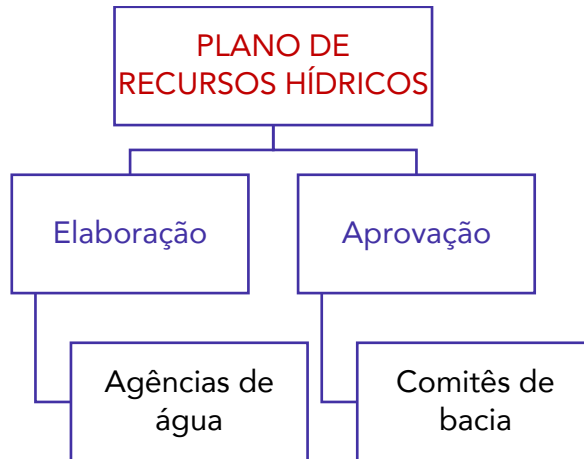 PLANO DE
RECURSOS HÍDRICOS
Elaboração
Aprovação
Agências de
água
Comitês de
bacia